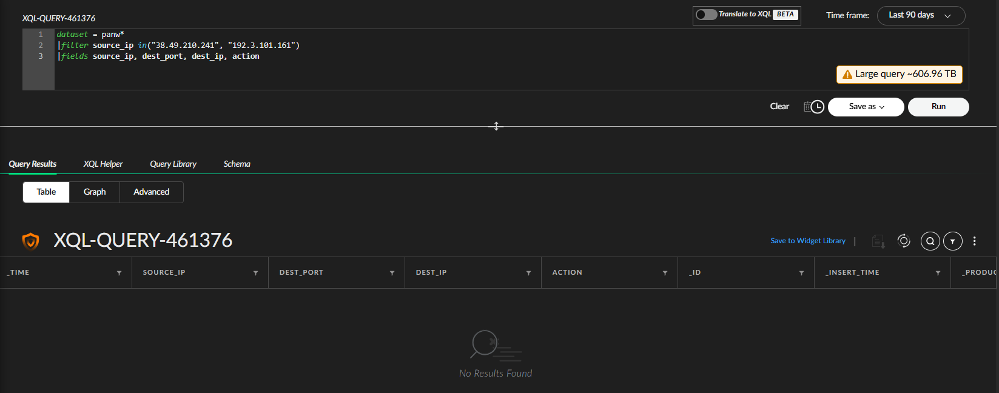 XQL-QUERY-461376
Translate to XQL BETA
Time frame: Last 90 days
1 dataset = panw*
2 |filter source_ip in("38.49.210.241", "192.3.101.161")
3 |fields source_ip, dest_port, dest_ip, action
Large query ~606.96 TB
Clear Save as Run
Query Results XQL Helper Query Library Schema
Table Graph Advanced
XQL-QUERY-461376
Save to Widget Library |
_TIME SOURCE_IP DEST_PORT DEST_IP ACTION _ID _INSERT_TIME _PRODUC
No Results Found